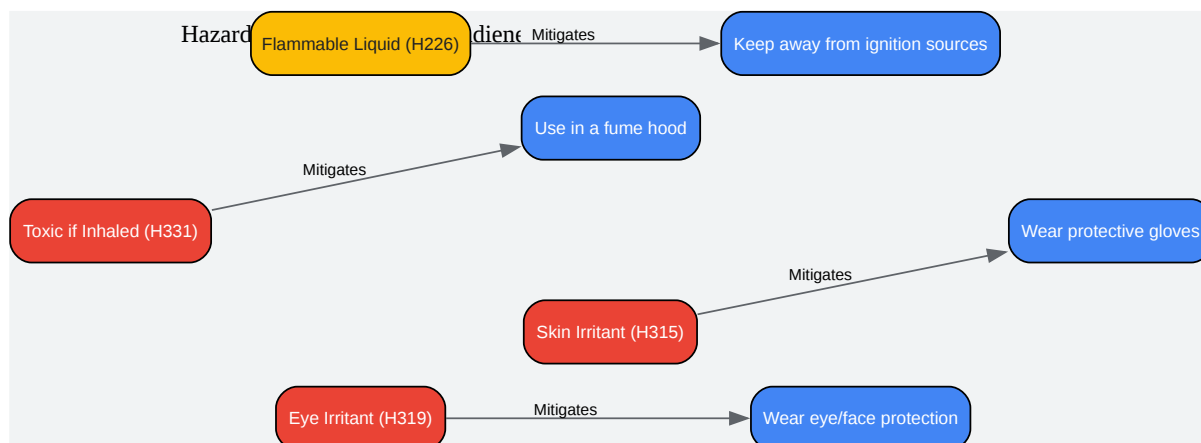 Hazard
Flammable Liquid (H226)
Mitigates
Keep away from ignition sources
Use in a fume hood
Mitigates
Toxic if Inhaled (H331)
Wear protective gloves
Mitigates
Skin Irritant (H315)
Eye Irritant (H319)
Mitigates
Wear eye/face protection